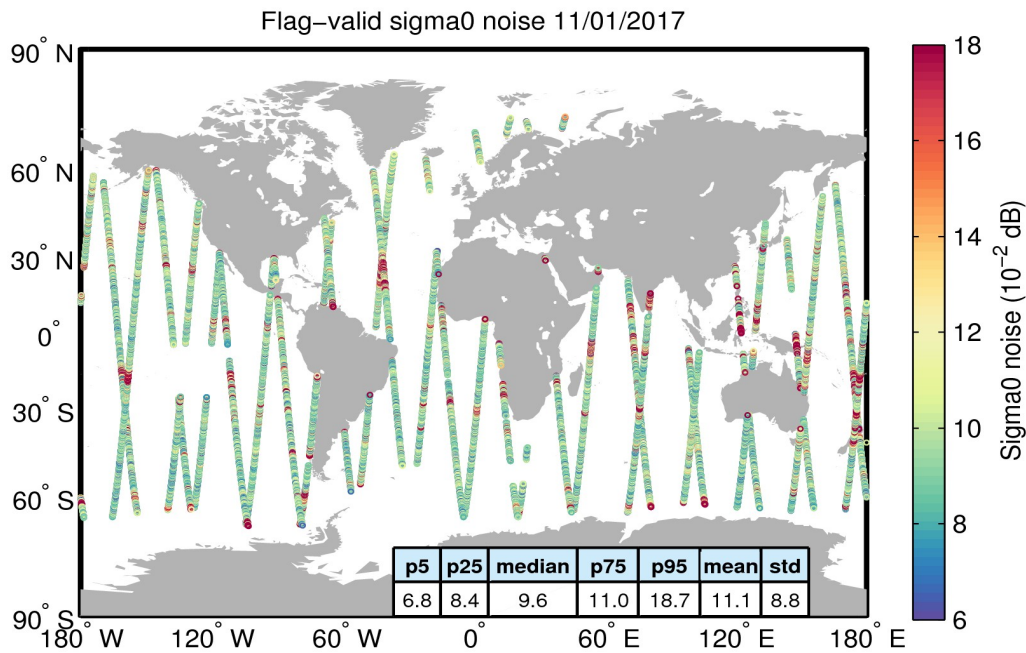 Flag−valid sigma0 noise 11/01/2017
90° N
60° N
30° N
0°
30° S
60° S
90° S
180° W 120° W 60° W 0° 60° E 120° E 180° E
p5 p25 median p75 p95 mean std
6.8 8.4 9.6 11.0 18.7 11.1 8.8
18
16
14
12
10
8
6
Sigma0 noise (10⁻² dB)